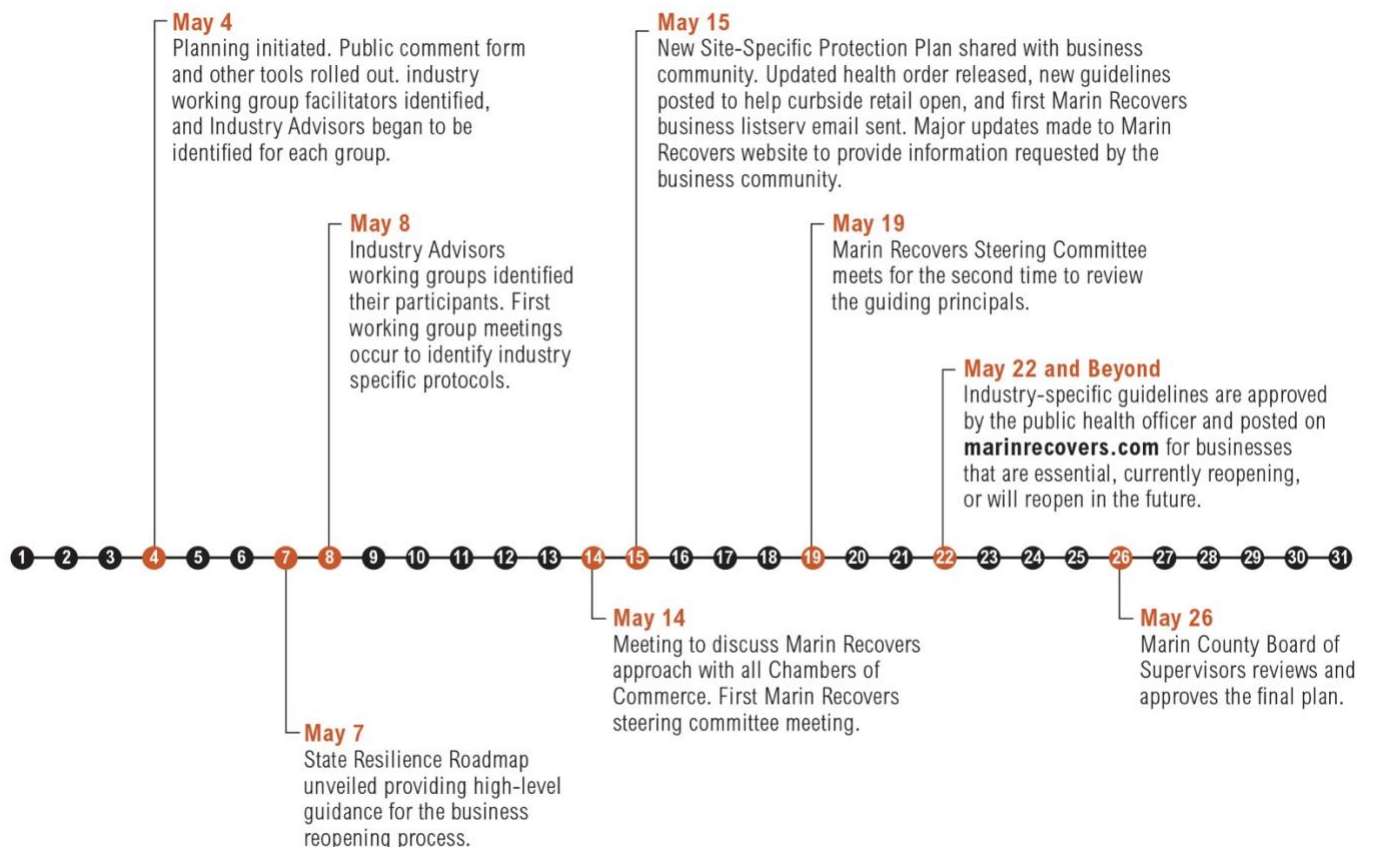 May 4
Planning initiated. Public comment form
and other tools rolled out. industry
working group facilitators identified,
and Industry Advisors began to be
identified for each group.
May 15
New Site-Specific Protection Plan shared with business
community. Updated health order released, new guidelines
posted to help curbside retail open, and first Marin Recovers
business listserv email sent. Major updates made to Marin
Recovers website to provide information requested by the
business community.
May 8
Industry Advisors
working groups identified
their participants. First
working group meetings
occur to identify industry
specific protocols.
May 19
Marin Recovers Steering Committee
meets for the second time to review
the guiding principals.
May 22 and Beyond
Industry-specific guidelines are approved
by the public health officer and posted on
marinrecovers.com for businesses
that are essential, currently reopening,
or will reopen in the future.
1 2 3 4 5 6 7 8 9 10 11 12 13 14 15 16 17 18 19 20 21 22 23 24 25 26 27 28 29 30 31
May 14
Meeting to discuss Marin Recovers
approach with all Chambers of
Commerce. First Marin Recovers
steering committee meeting.
May 26
Marin County Board of
Supervisors reviews and
approves the final plan.
May 7
State Resilience Roadmap
unveiled providing high-level
guidance for the business
reopening process.